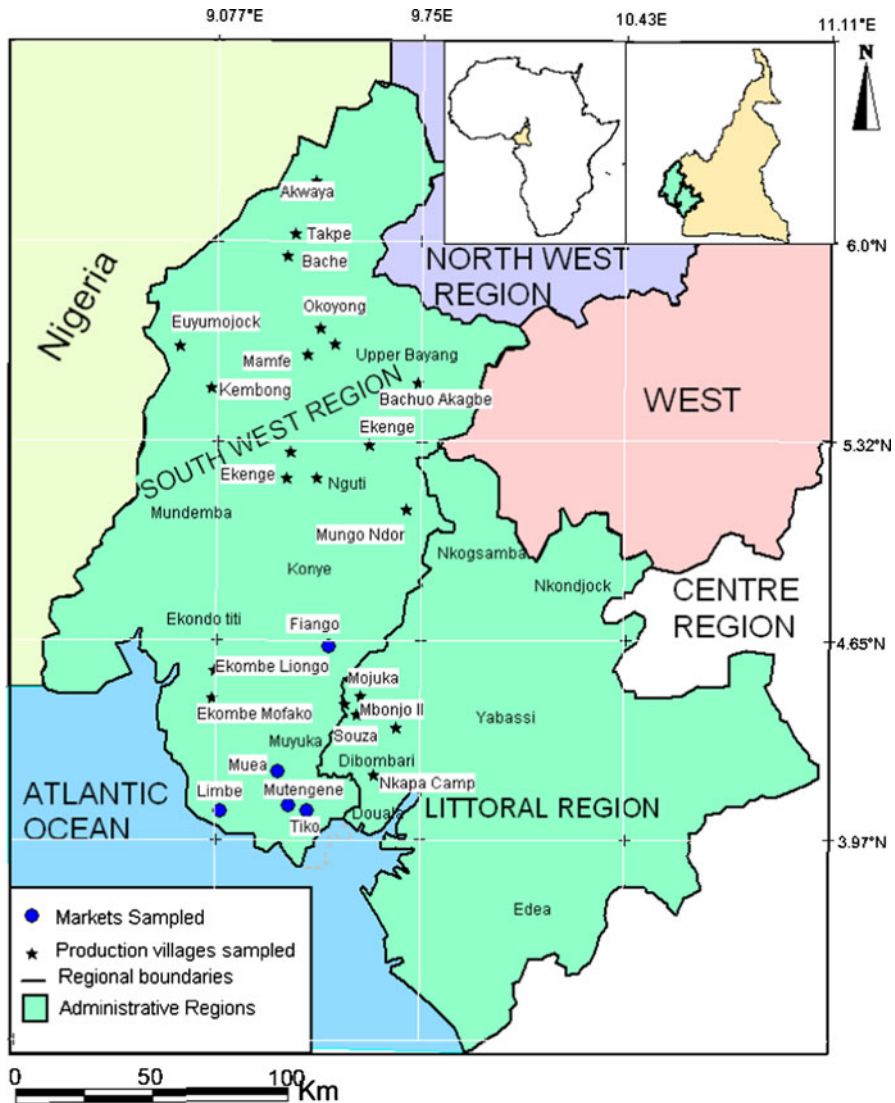 9.077°E
9.75E
10.43E
11.11°E
N
Akwaya
Takpe
6.0°N
Bache
NORTH WEST
REGION
Nigeria
Okoyong
Euyumojock
Mamfe
Upper Bayang
Kembong
Bachuo Akagbe
WEST
SOUTH WEST REGION
Ekenge
5.32°N
Ekenge
Nguti
Mundemba
Mungo Ndor
Nkogsamba
Konye
Nkondjock
CENTRE
REGION
Ekondo titi
Fiango
4.65°N
Ekombe Liongo
Mojuka
Ekombe Mofako
Mbonjo II
Yabassi
Souza
Muyuka
Dibombari
Muea
Nkapa Camp
Limbe
Mutengene
ATLANTIC
OCEAN
LITTORAL REGION
Tiko
Douala
3.97°N
Edea
Markets Sampled
Production villages sampled
Regional boundaries
Administrative Regions
0 50 100
Km